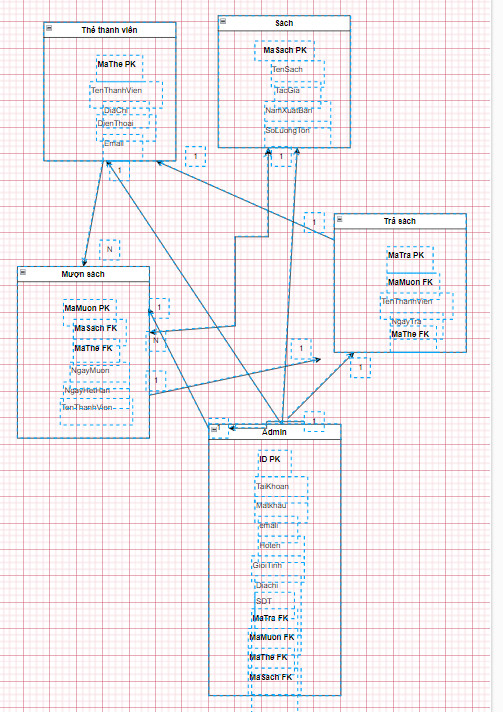 Thẻ thành viên
MaThe PK
TenThanhVien
DiaChi
DienThoai
Email
Sách
MaSach PK
TenSach
TacGia
NamXuatBan
SoLuongTon
1
1
1
1
N
Trả sách
MaTra PK
MaMuon FK
TenThanhVien
NgayTra
MaThe FK
Mượn sách
MaMuon PK
MaSach FK
MaThe FK
NgayMuon
NgayHetHan
TenThanhVien
1
N
1
1
1
1
1
Admin
ID PK
TaiKhoan
MatKhau
email
Hoten
GioiTinh
Diachi
SDT
MaTra FK
MaMuon FK
MaThe FK
MaSach FK